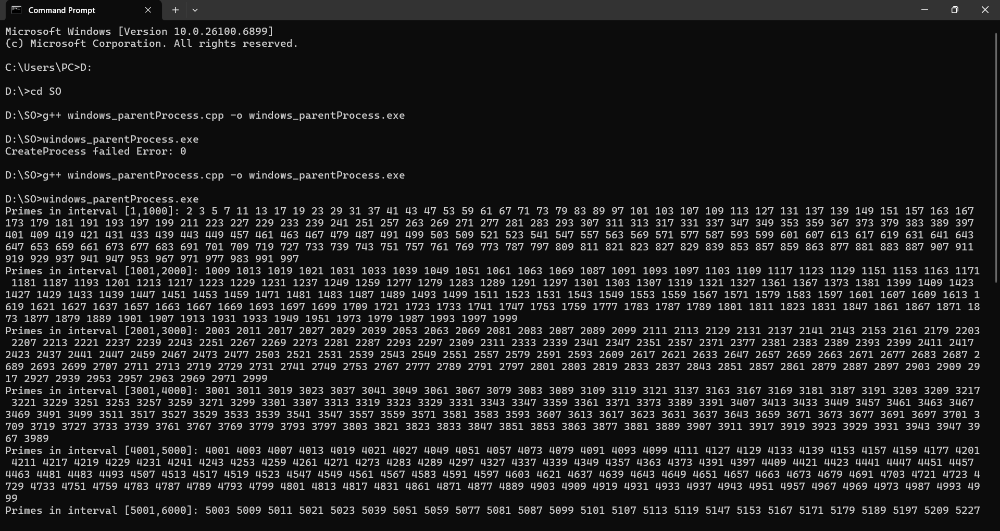 Command Prompt
Microsoft Windows [Version 10.0.26100.6899]
(c) Microsoft Corporation. All rights reserved.
C:\Users\PC>D:
D:\>cd SO
D:\SO>g++ windows_parentProcess.cpp -o windows_parentProcess.exe
D:\SO>windows_parentProcess.exe
CreateProcess failed Error: 0
D:\SO>g++ windows_parentProcess.cpp -o windows_parentProcess.exe
D:\SO>windows_parentProcess.exe
Primes in interval [1,1000]: 2 3 5 7 11 13 17 19 23 29 31 37 41 43 47 53 59 61 67 71 73 79 83 89 97 101 103 107 109 113 127 131 137 139 149 151 157 163 167
173 179 181 191 193 197 199 211 223 227 229 233 239 241 251 257 263 269 271 277 281 283 293 307 311 313 317 331 337 347 349 353 359 367 373 379 383 389 397
401 409 419 421 431 433 439 443 449 457 461 463 467 479 487 491 499 503 509 521 523 541 547 557 563 569 571 577 587 593 599 601 607 613 617 619 631 641 643
647 653 659 661 673 677 683 691 701 709 719 727 733 739 743 751 757 761 769 773 787 797 809 811 821 823 827 829 839 853 857 859 863 877 881 883 887 907 911
919 929 937 941 947 953 967 971 977 983 991 997
Primes in interval [1001,2000]: 1009 1013 1019 1021 1031 1033 1039 1049 1051 1061 1063 1069 1087 1091 1093 1097 1103 1109 1117 1123 1129 1151 1153 1163 1171
1181 1187 1193 1201 1213 1217 1223 1229 1231 1237 1249 1259 1277 1279 1283 1289 1291 1297 1301 1303 1307 1319 1321 1327 1361 1367 1373 1381 1399 1409 1423
1427 1429 1433 1439 1447 1451 1453 1459 1471 1481 1483 1487 1489 1493 1499 1511 1523 1531 1543 1549 1553 1559 1567 1571 1579 1583 1597 1601 1607 1609 1613 1
619 1621 1627 1637 1657 1663 1667 1669 1693 1697 1699 1709 1721 1723 1733 1741 1747 1753 1759 1777 1783 1787 1789 1801 1811 1823 1831 1847 1861 1867 1871 18
73 1877 1879 1889 1901 1907 1913 1931 1933 1949 1951 1973 1979 1987 1993 1997 1999
Primes in interval [2001,3000]: 2003 2011 2017 2027 2029 2039 2053 2063 2069 2081 2083 2087 2089 2099 2111 2113 2129 2131 2137 2141 2143 2153 2161 2179 2203
2207 2213 2221 2237 2239 2243 2251 2267 2269 2273 2281 2287 2293 2297 2309 2311 2333 2339 2341 2347 2351 2357 2371 2377 2381 2383 2389 2393 2399 2411 2417
2423 2437 2441 2447 2459 2467 2473 2477 2503 2521 2531 2539 2543 2549 2551 2557 2579 2591 2593 2609 2617 2621 2633 2647 2657 2659 2663 2671 2677 2683 2687 2
689 2693 2699 2707 2711 2713 2719 2729 2731 2741 2749 2753 2767 2777 2789 2791 2797 2801 2803 2819 2833 2837 2843 2851 2857 2861 2879 2887 2897 2903 2909 29
17 2927 2939 2953 2957 2963 2969 2971 2999
Primes in interval [3001,4000]: 3001 3011 3019 3023 3037 3041 3049 3061 3067 3079 3083 3089 3109 3119 3121 3137 3163 3167 3169 3181 3187 3191 3203 3209 3217
3221 3229 3251 3253 3257 3259 3271 3299 3301 3307 3313 3319 3323 3329 3331 3343 3347 3359 3361 3371 3373 3389 3391 3407 3413 3433 3449 3457 3461 3463 3467
3469 3491 3499 3511 3517 3527 3529 3533 3539 3541 3547 3557 3559 3571 3581 3583 3593 3607 3613 3617 3623 3631 3637 3643 3659 3671 3673 3677 3691 3697 3701 3
709 3719 3727 3733 3739 3761 3767 3769 3779 3793 3797 3803 3821 3823 3833 3847 3851 3853 3863 3877 3881 3889 3907 3911 3917 3919 3923 3929 3931 3943 3947 39
67 3989
Primes in interval [4001,5000]: 4001 4003 4007 4013 4019 4021 4027 4049 4051 4057 4073 4079 4091 4093 4099 4111 4127 4129 4133 4139 4153 4157 4159 4177 4201
4211 4217 4219 4229 4231 4241 4243 4253 4259 4261 4271 4273 4283 4289 4297 4327 4337 4339 4349 4357 4363 4373 4391 4397 4409 4421 4423 4441 4447 4451 4457
4463 4481 4483 4493 4507 4513 4517 4519 4523 4547 4549 4561 4567 4583 4591 4597 4603 4621 4637 4639 4643 4649 4651 4657 4663 4673 4679 4691 4703 4721 4723 4
729 4733 4751 4759 4783 4787 4789 4793 4799 4801 4813 4817 4831 4861 4871 4877 4889 4903 4909 4919 4931 4933 4937 4943 4951 4957 4967 4969 4973 4987 4993 49
99
Primes in interval [5001,6000]: 5003 5009 5011 5021 5023 5039 5051 5059 5077 5081 5087 5099 5101 5107 5113 5119 5147 5153 5167 5171 5179 5189 5197 5209 5227